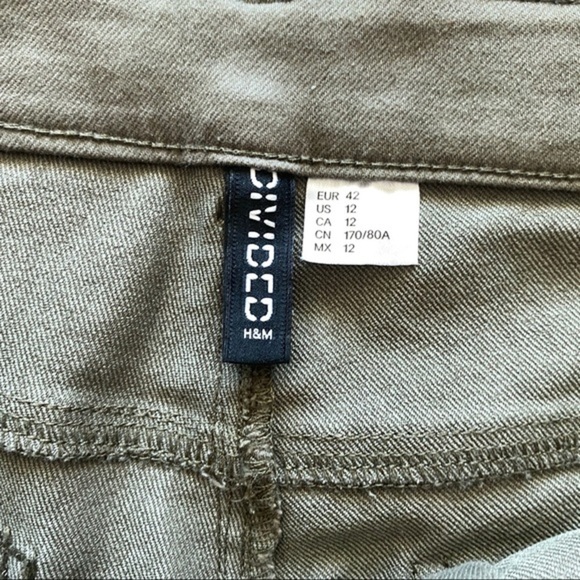 DIVIDED
H&M
EUR 42
US 12
CA 12
CN 170/80A
MX 12